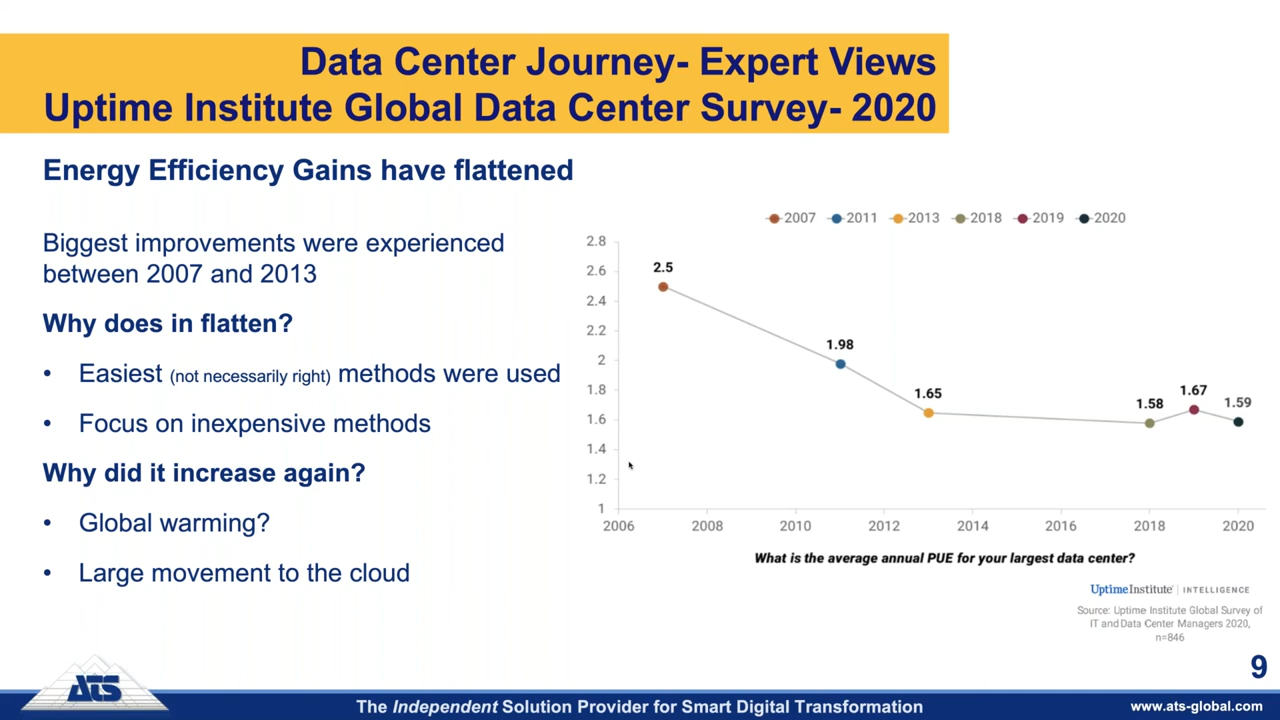 Data Center Journey- Expert Views
Uptime Institute Global Data Center Survey- 2020
Energy Efficiency Gains have flattened
Biggest improvements were experienced
between 2007 and 2013
Why does in flatten?
• Easiest (not necessarily right) methods were used
• Focus on inexpensive methods
Why did it increase again?
• Global warming?
• Large movement to the cloud
2007 2011 2013 2018 2019 2020
2.8
2.6
2.4
2.2
2
1.8
1.6
1.4
1.2
1
2.5
1.98
1.65
1.58
1.67
1.59
2006 2008 2010 2012 2014 2016 2018 2020
What is the average annual PUE for your largest data center?
UptimeInstitute® | INTELLIGENCE
Source: Uptime Institute Global Survey of
IT and Data Center Managers 2020,
n=846
9
ATS
The Independent Solution Provider for Smart Digital Transformation
www.ats-global.com